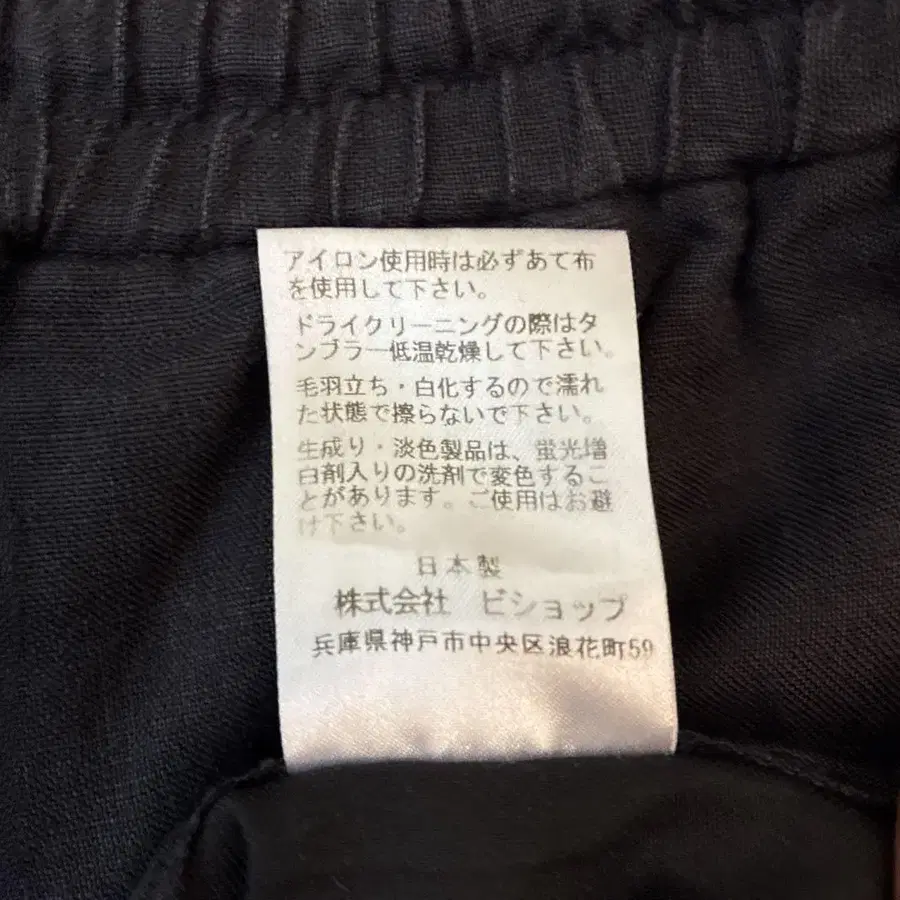 アイロン使用時は必ずあて布
を使用して下さい。
ドライクリーニングの際はタ
ンブラー低温乾燥して下さい。
毛羽立ち・白化するので濡れ
た状態で擦らないで下さい。
生成り・淡色製品は、蛍光増
白剤入りの洗剤で変色するこ
とがあります。ご使用はお避
け下さい。
日本製
株式会社 ビショップ
兵庫県神戸市中央区浪花町59